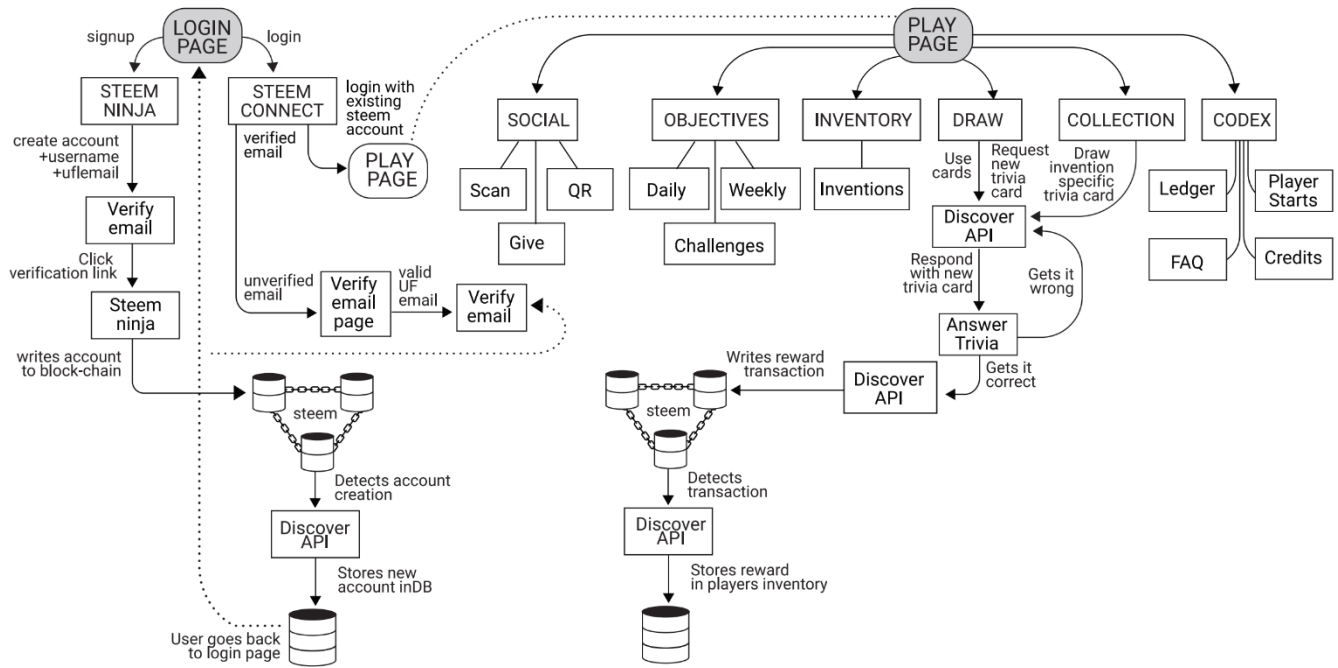 LOGIN
PAGE
signup
login
STEEM
NINJA
STEEM
CONNECT
login with
existing
steem
account
create account
+username
+uflemail
verified
email
PLAY
PAGE
Verify
email
Click
verification link
Steem
ninja
unverified
email
Verify
email
page
valid
UF
email
Verify
email
writes account
to block-chain
steem
Detects account
creation
Discover
API
Stores new
account inDB
User goes back
to login page
PLAY
PAGE
SOCIAL
OBJECTIVES
INVENTORY
DRAW
COLLECTION
CODEX
Scan
QR
Give
Daily
Weekly
Challenges
Inventions
Use
cards
Request
new
trivia
card
Draw
invention
specific
trivia card
Ledger
Player
Starts
FAQ
Credits
Discover
API
Respond
with new
trivia card
Gets it
wrong
Answer
Trivia
Gets it
correct
Discover
API
Writes reward
transaction
steem
Detects
transaction
Discover
API
Stores reward
in players inventory